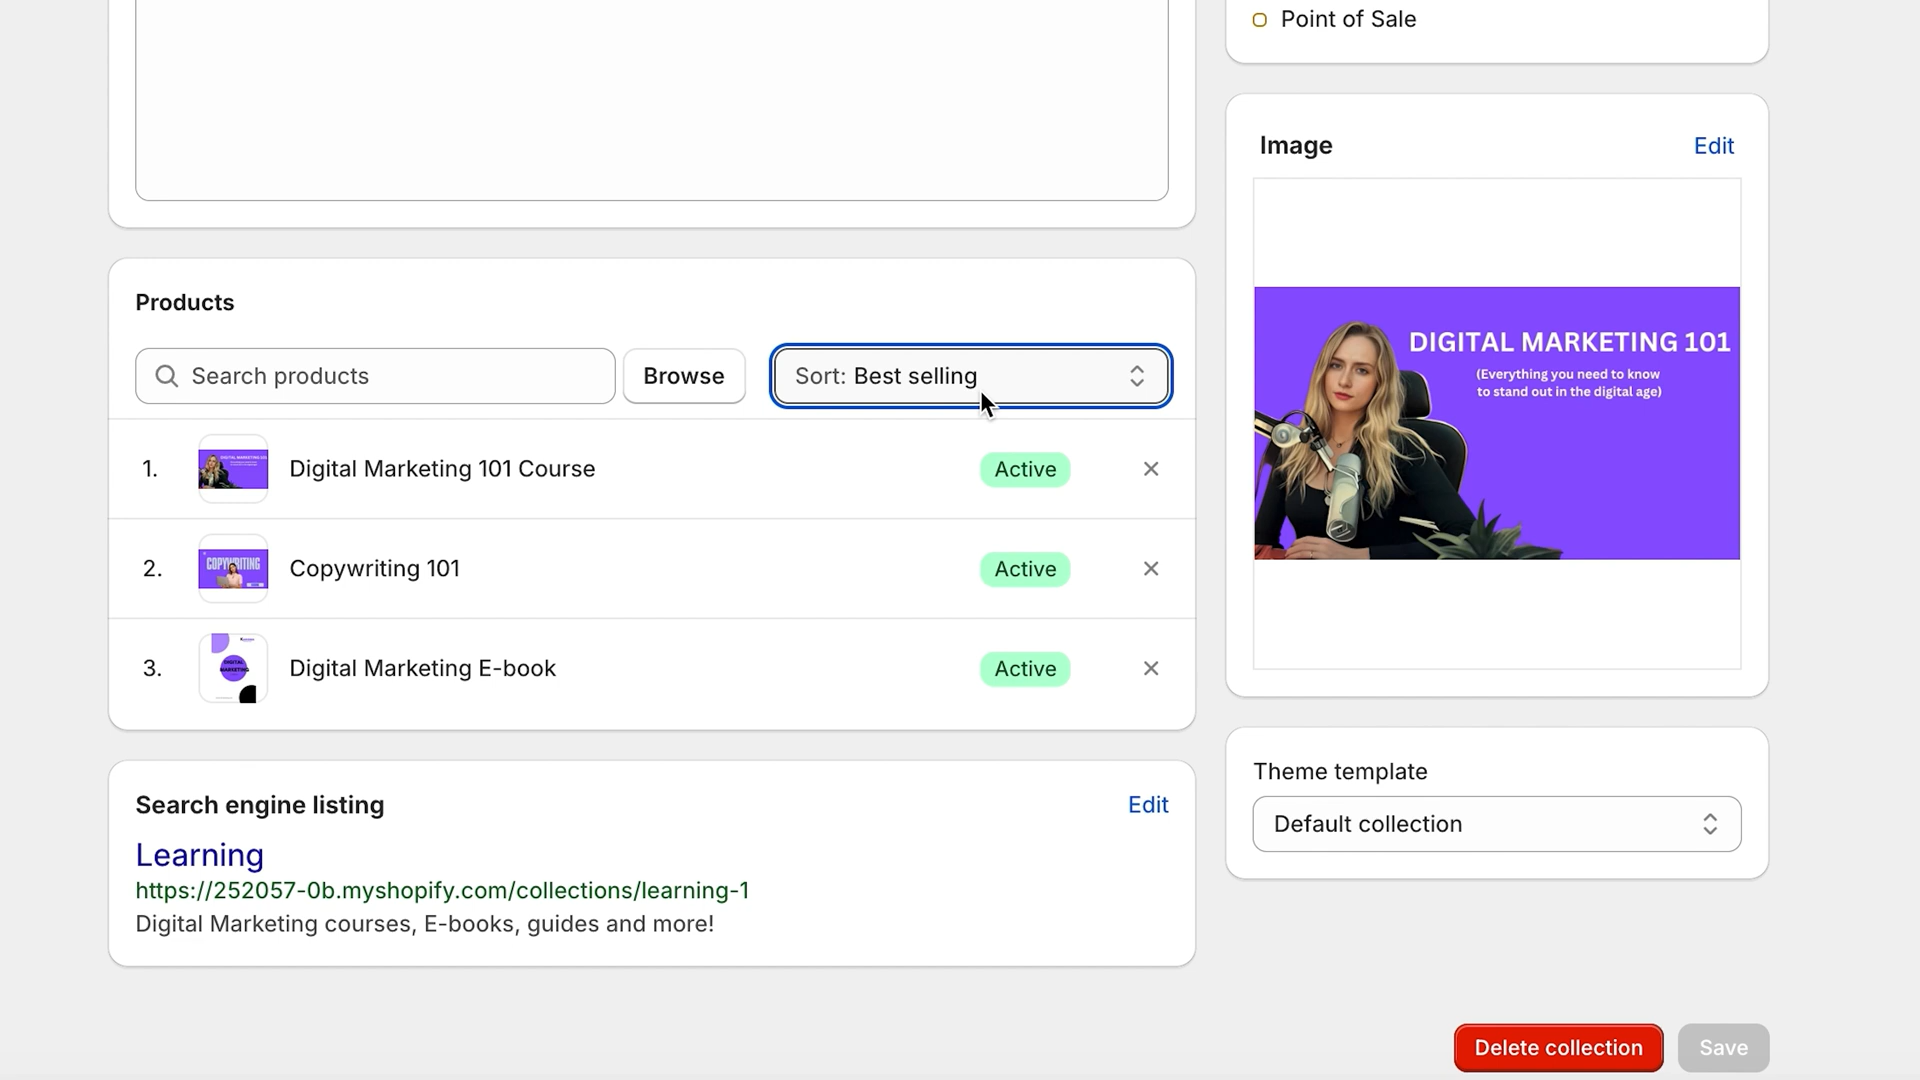 Point of Sale
Image
Edit
DIGITAL MARKETING 101
(Everything you need to know
to stand out in the digital age)
Products
Search products
Browse
Sort: Best selling
1.
Digital Marketing 101 Course
Active
2.
COPYWRITING
Copywriting 101
Active
3.
DIGITAL
MARKETING
Digital Marketing E-book
Active
Search engine listing
Edit
Learning
https://252057-0b.myshopify.com/collections/learning-1
Digital Marketing courses, E-books, guides and more!
Theme template
Default collection
Delete collection
Save